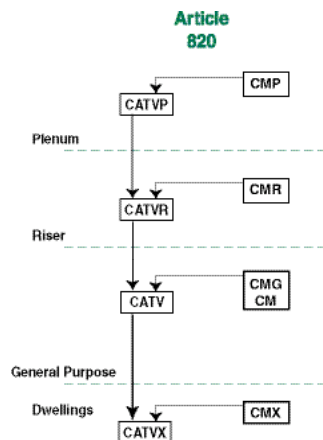 Article
820
CMP
CATVP
Plenum
CMR
CATVR
Riser
CMG
CM
CATV
General Purpose
Dwellings
CMX
CATVX